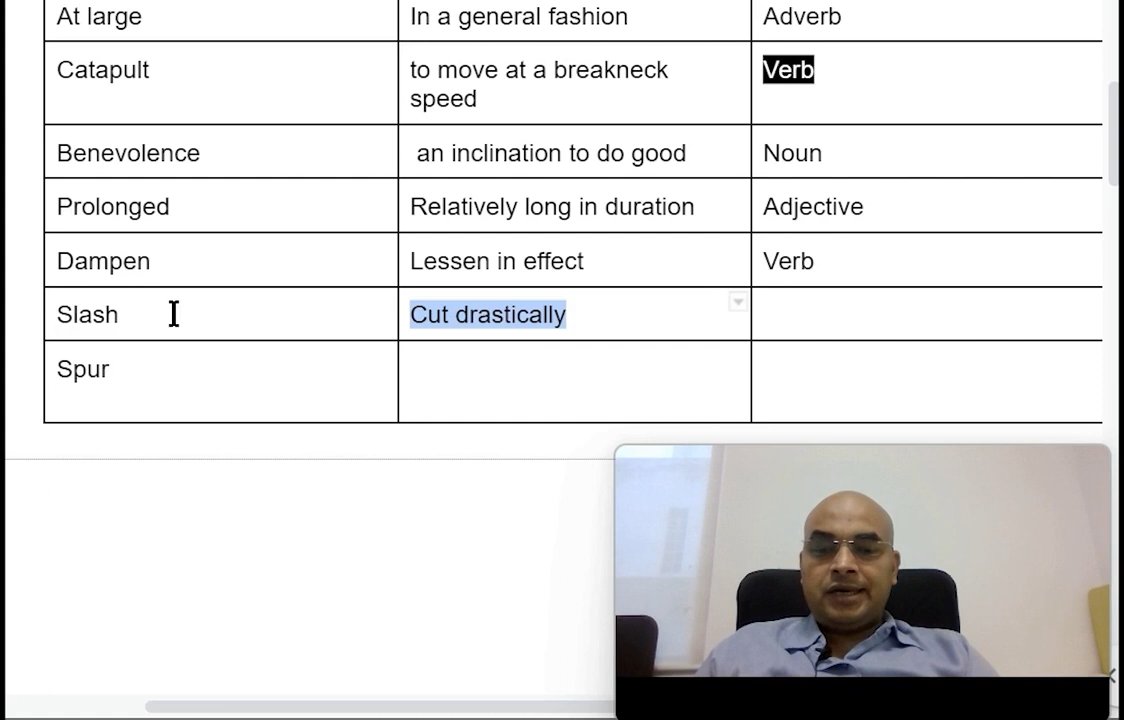 At large In a general fashion Adverb
Catapult to move at a breakneck Verb
speed
Benevolence an inclination to do good Noun
Prolonged Relatively long in duration Adjective
Dampen Lessen in effect Verb
Slash Cut drastically
Spur